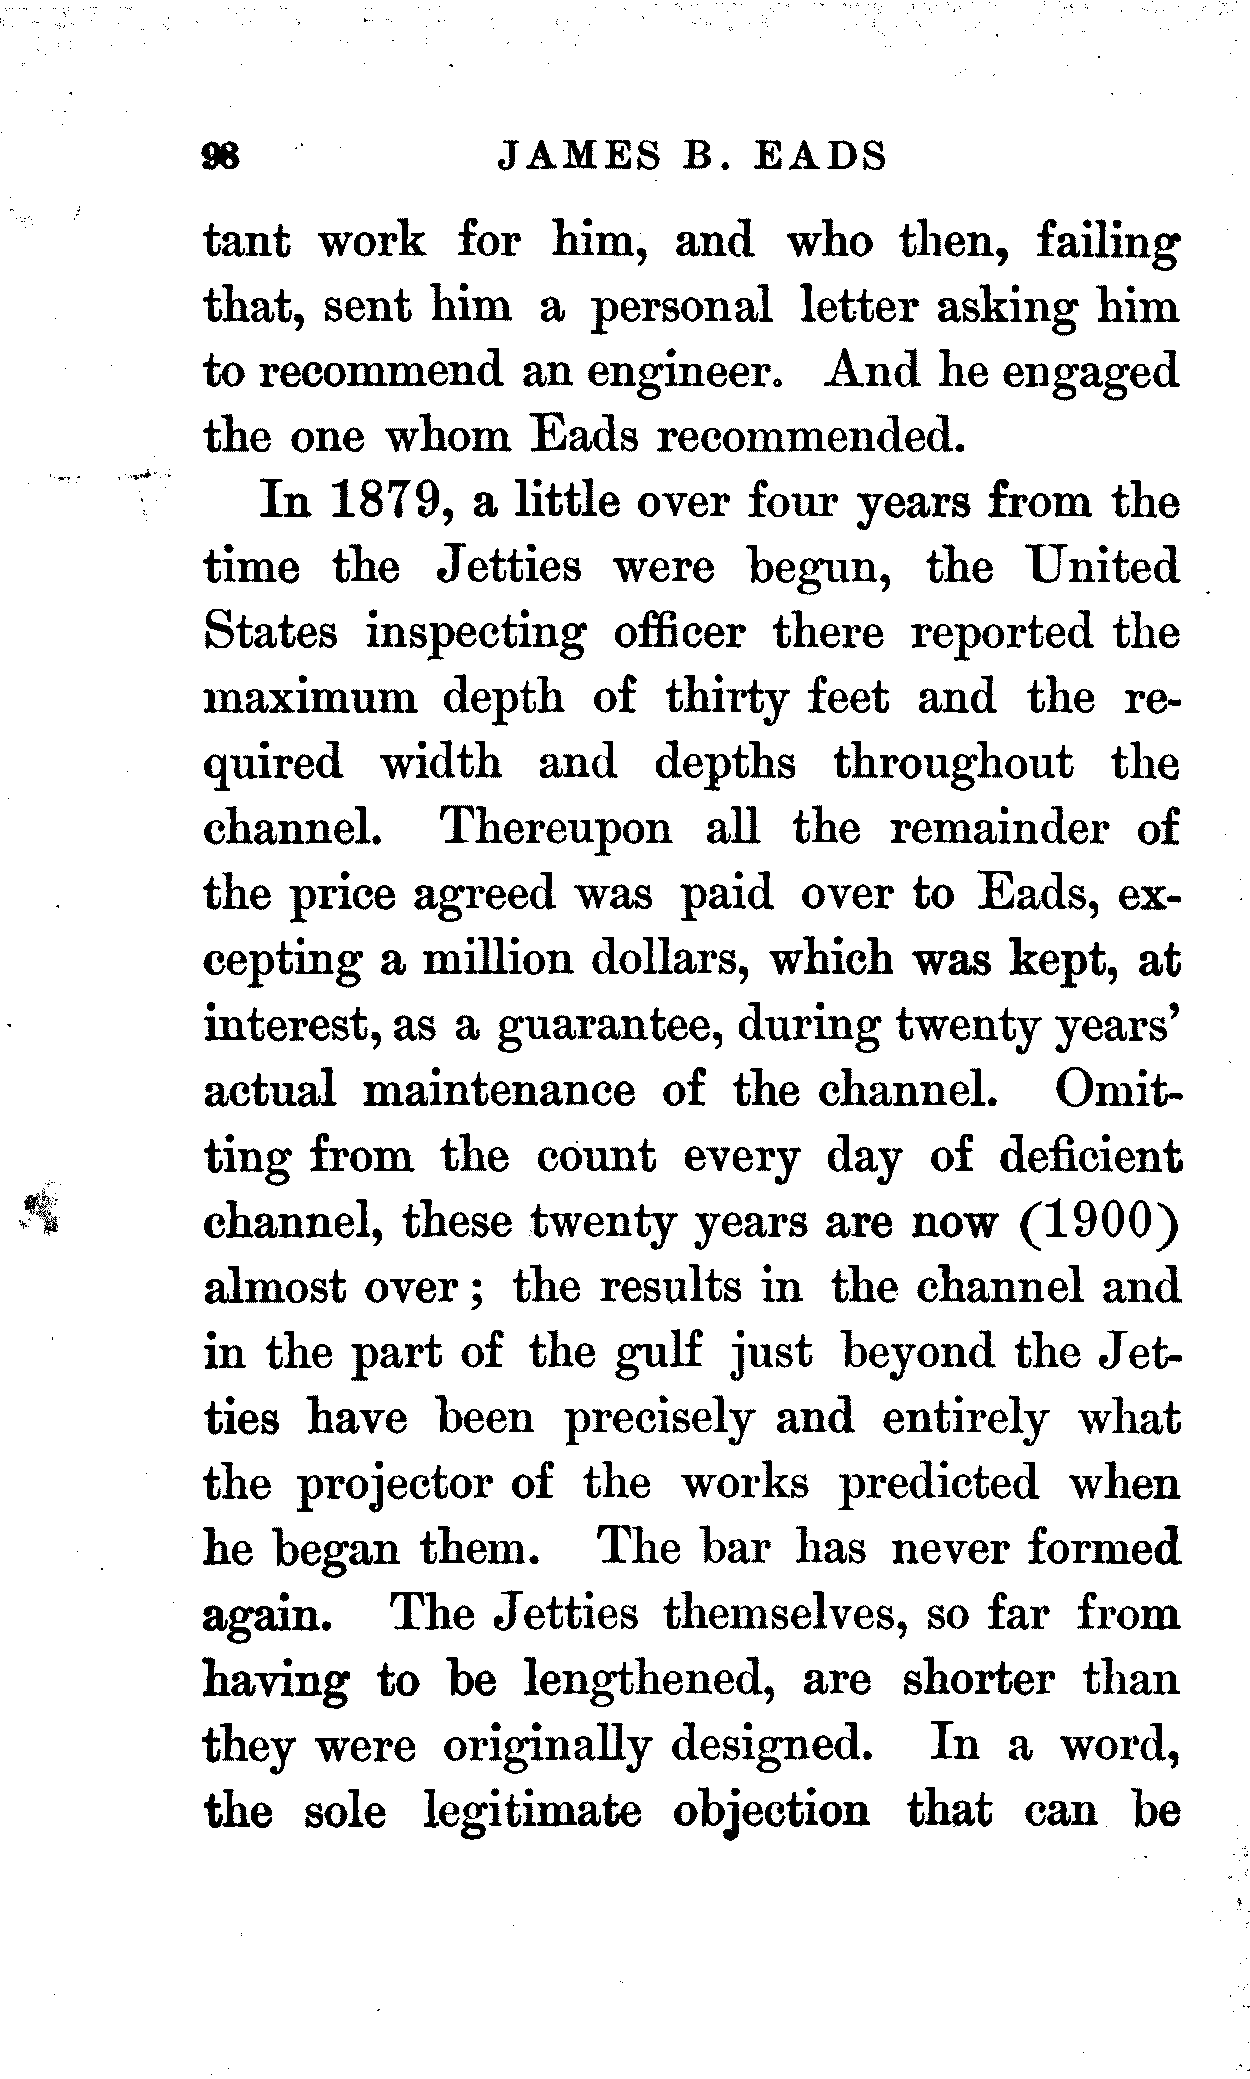 98 JAMES B. EADS
tant work for him, and who then, failing
that, sent him a personal letter asking him
to recommend an engineer. And he engaged
the one whom Eads recommended.
In 1879, a little over four years from the
time the Jetties were begun, the United
States inspecting officer there reported the
maximum depth of thirty feet and the re-
quired width and depths throughout the
channel. Thereupon all the remainder of
the price agreed was paid over to Eads, ex-
cepting a million dollars, which was kept, at
interest, as a guarantee, during twenty years'
actual maintenance of the channel. Omit-
ting from the count every day of deficient
channel, these twenty years are now (1900)
almost over; the results in the channel and
in the part of the gulf just beyond the Jet-
ties have been precisely and entirely what
the projector of the works predicted when
he began them. The bar has never formed
again. The Jetties themselves, so far from
having to be lengthened, are shorter than
they were originally designed. In a word,
the sole legitimate objection that can be